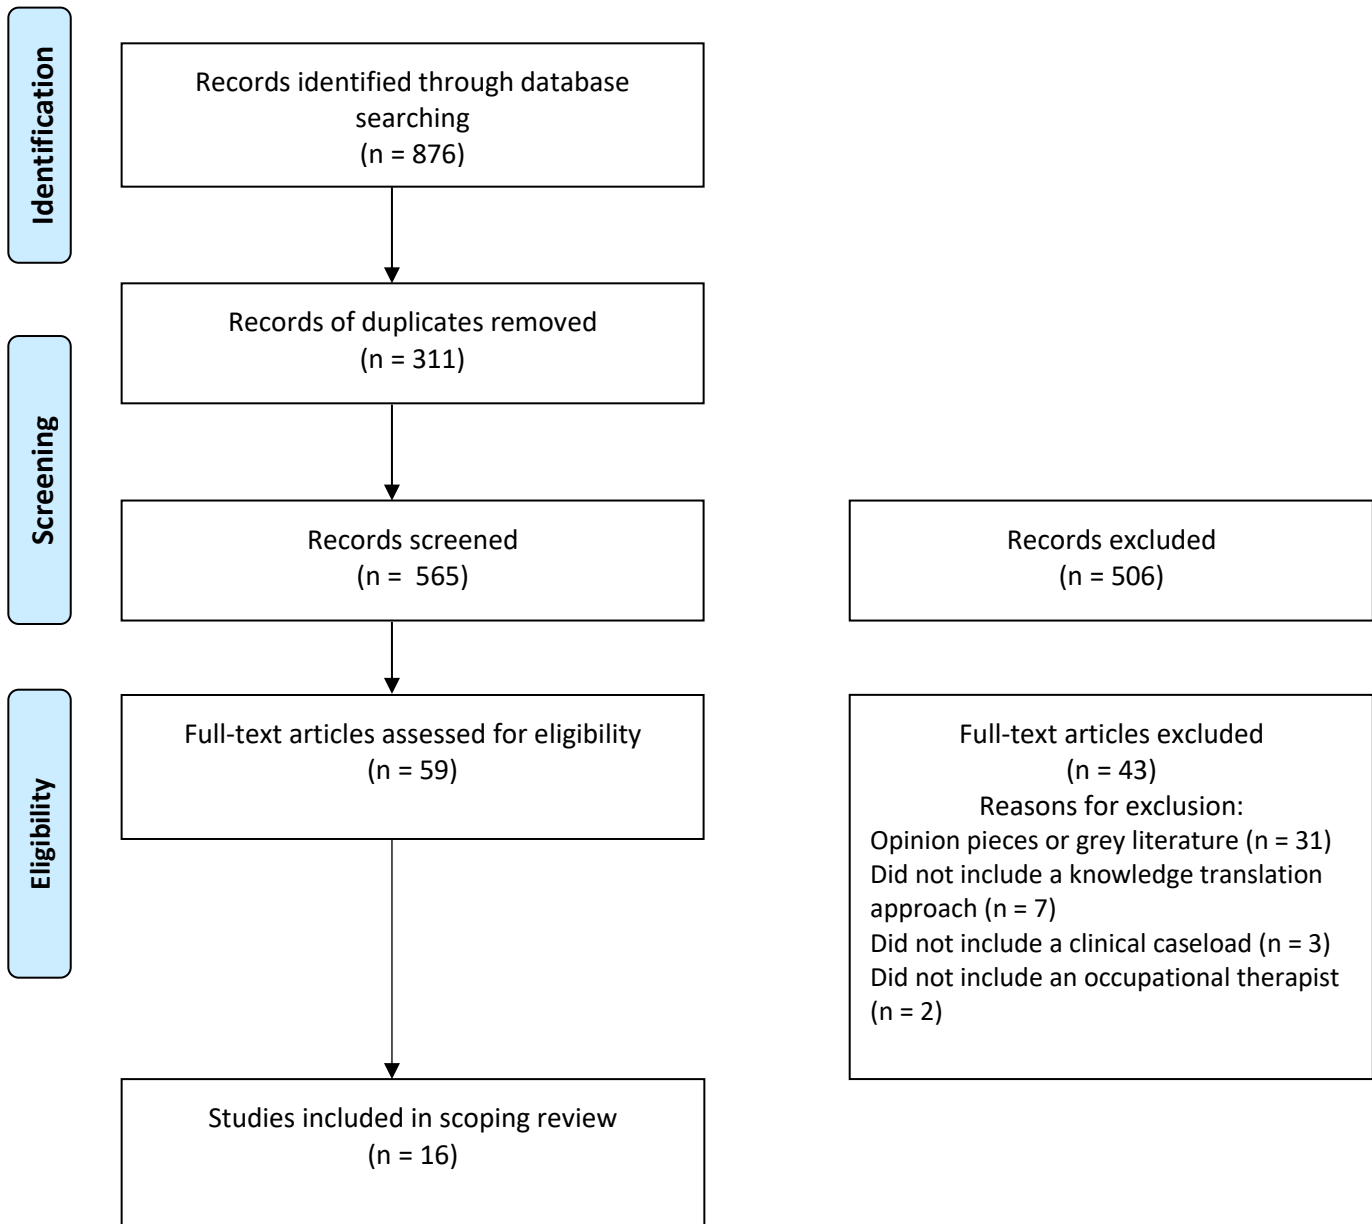 Identification
Records identified through database
searching
(n = 876)
Records of duplicates removed
(n = 311)
Screening
Records screened
(n =  565)
Records excluded
(n = 506)
Eligibility
Full-text articles assessed for eligibility
(n = 59)
Full-text articles excluded
(n = 43)
Reasons for exclusion:
Opinion pieces or grey literature (n = 31)
Did not include a knowledge translation
approach (n = 7)
Did not include a clinical caseload (n = 3)
Did not include an occupational therapist
(n = 2)
Studies included in scoping review
(n = 16)